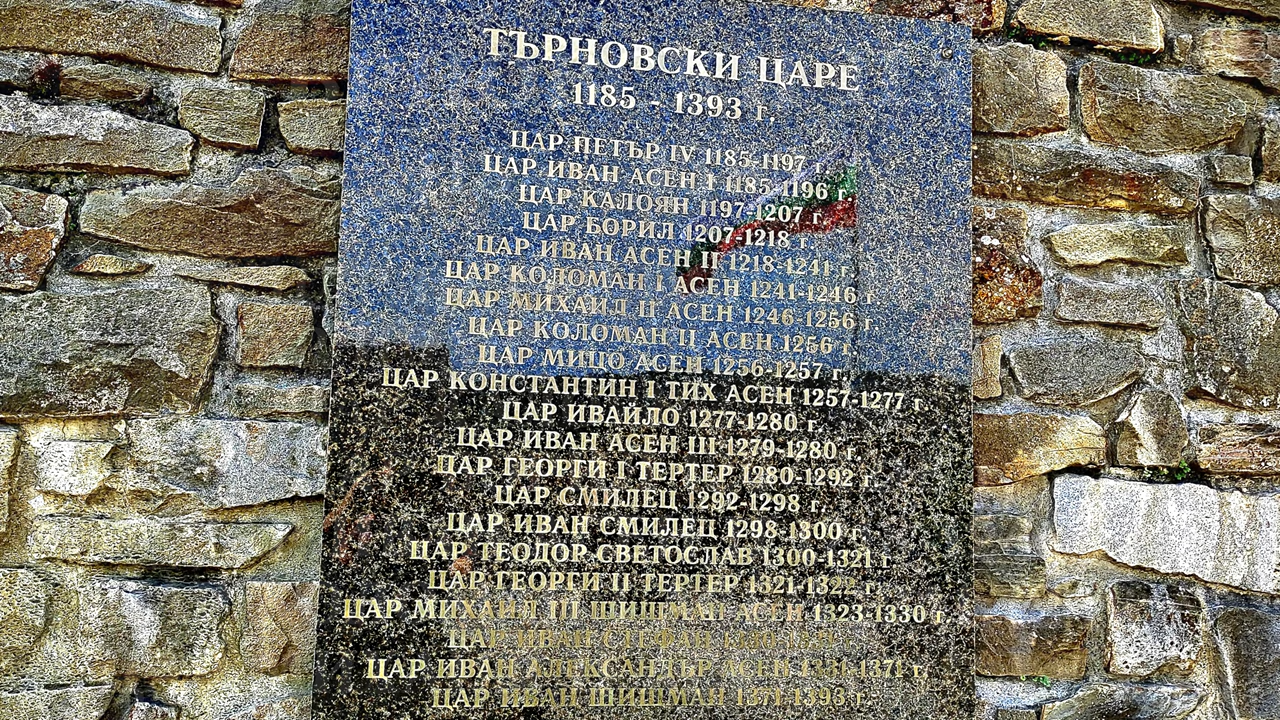 ТЪРНОВСКИ ЦАРЕ
1185 - 1393 г.
ЦАР ПЕТЪР IV 1185-1197 г.
ЦАР ИВАН АСЕН I 1185-1196 г.
ЦАР КАЛОЯН 1197-1207 г.
ЦАР БОРИЛ 1207-1218 г.
ЦАР ИВАН АСЕН II 1218-1241 г.
ЦАР КОЛОМАН I АСЕН 1241-1246 г.
ЦАР МИХАИЛ II АСЕН 1246-1256 г.
ЦАР КОЛОМАН II АСЕН 1256 г.
ЦАР МИЦО АСЕН 1256-1257 г.
ЦАР КОНСТАНТИН I ТИХ АСЕН 1257-1277 г.
ЦАР ИВАЙЛО 1277-1280 г.
ЦАР ИВАН АСЕН III 1279-1280 г.
ЦАР ГЕОРГИ I ТЕРТЕР 1280-1292 г.
ЦАР СМИЛЕЦ 1292-1298 г.
ЦАР ИВАН СМИЛЕЦ 1298-1300 г.
ЦАР ТЕОДОР СВЕТОСЛАВ 1300-1321 г.
ЦАР ГЕОРГИ II ТЕРТЕР 1321-1322 г.
ЦАР МИХАИЛ III ШИШМАН АСЕН 1323-1330 г.
ЦАР ИВАН СТЕФАН
ЦАР ИВАН АЛЕКСАНДЪР АСЕН 1331-1371 г.
ЦАР ИВАН ШИШМАН 1371-1393 г.